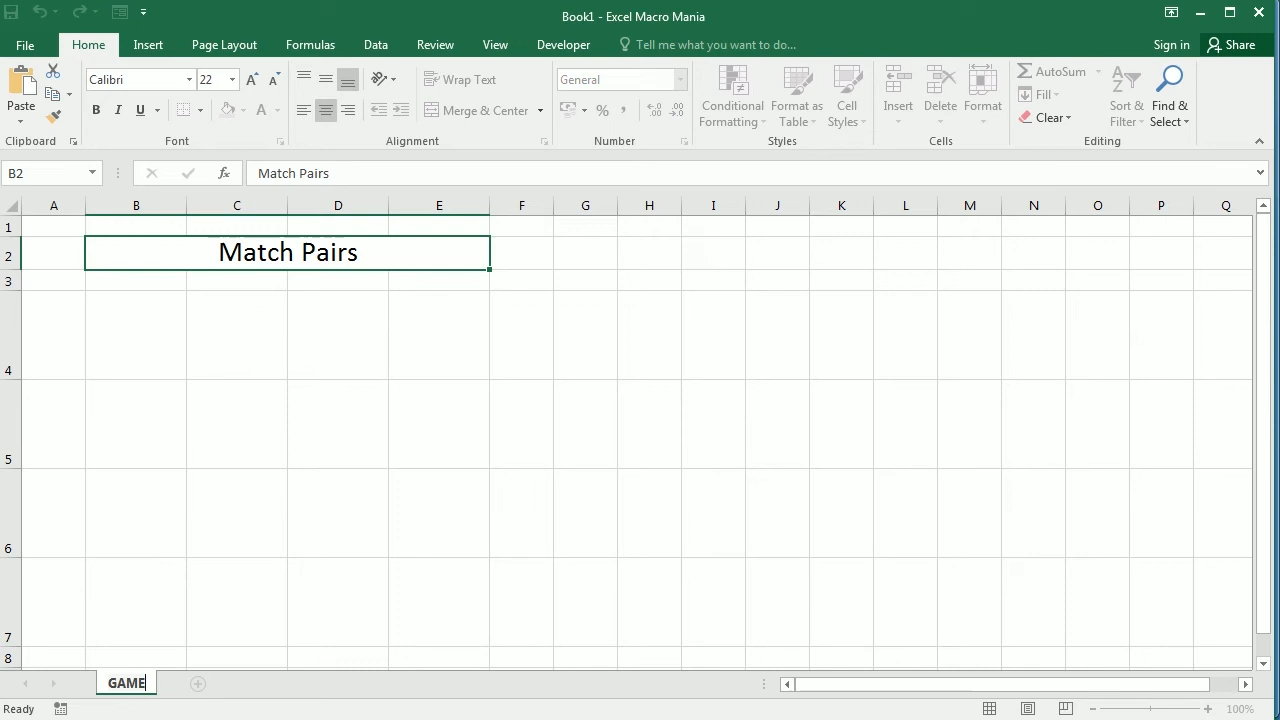 Book1 - Excel Macro Mania
File Home Insert Page Layout Formulas Data Review View Developer Tell me what you want to do... Sign in Share
Calibri 22 Wrap Text General AutoSum
Paste Fill
B I U Merge & Center % , Conditional Formatting Format as Table Cell Styles Insert Delete Format Clear Sort & Filter Find & Select
Clipboard Font Alignment Number Styles Cells Editing
B2 fx Match Pairs
A B C D E F G H I J K L M N O P Q
1
2 Match Pairs
3
4
5
6
7
8
GAME
Ready 100%